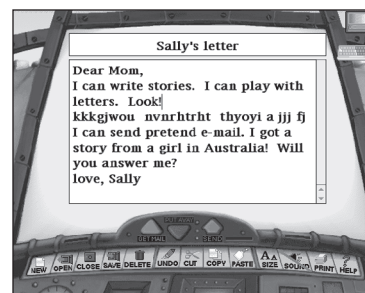 Sally's letter
Dear Mom,
I can write stories. I can play with
letters. Look!
kkkgjwou nvnrhtrht thyoyi a jjj fj
I can send pretend e-mail. I got a
story from a girl in Australia! Will
you answer me?
love, Sally
PUT AWAY
GET MAIL SEND
NEW OPEN CLOSE SAVE DELETE UNDO CUT COPY PASTE SIZE SOUND PRINT HELP